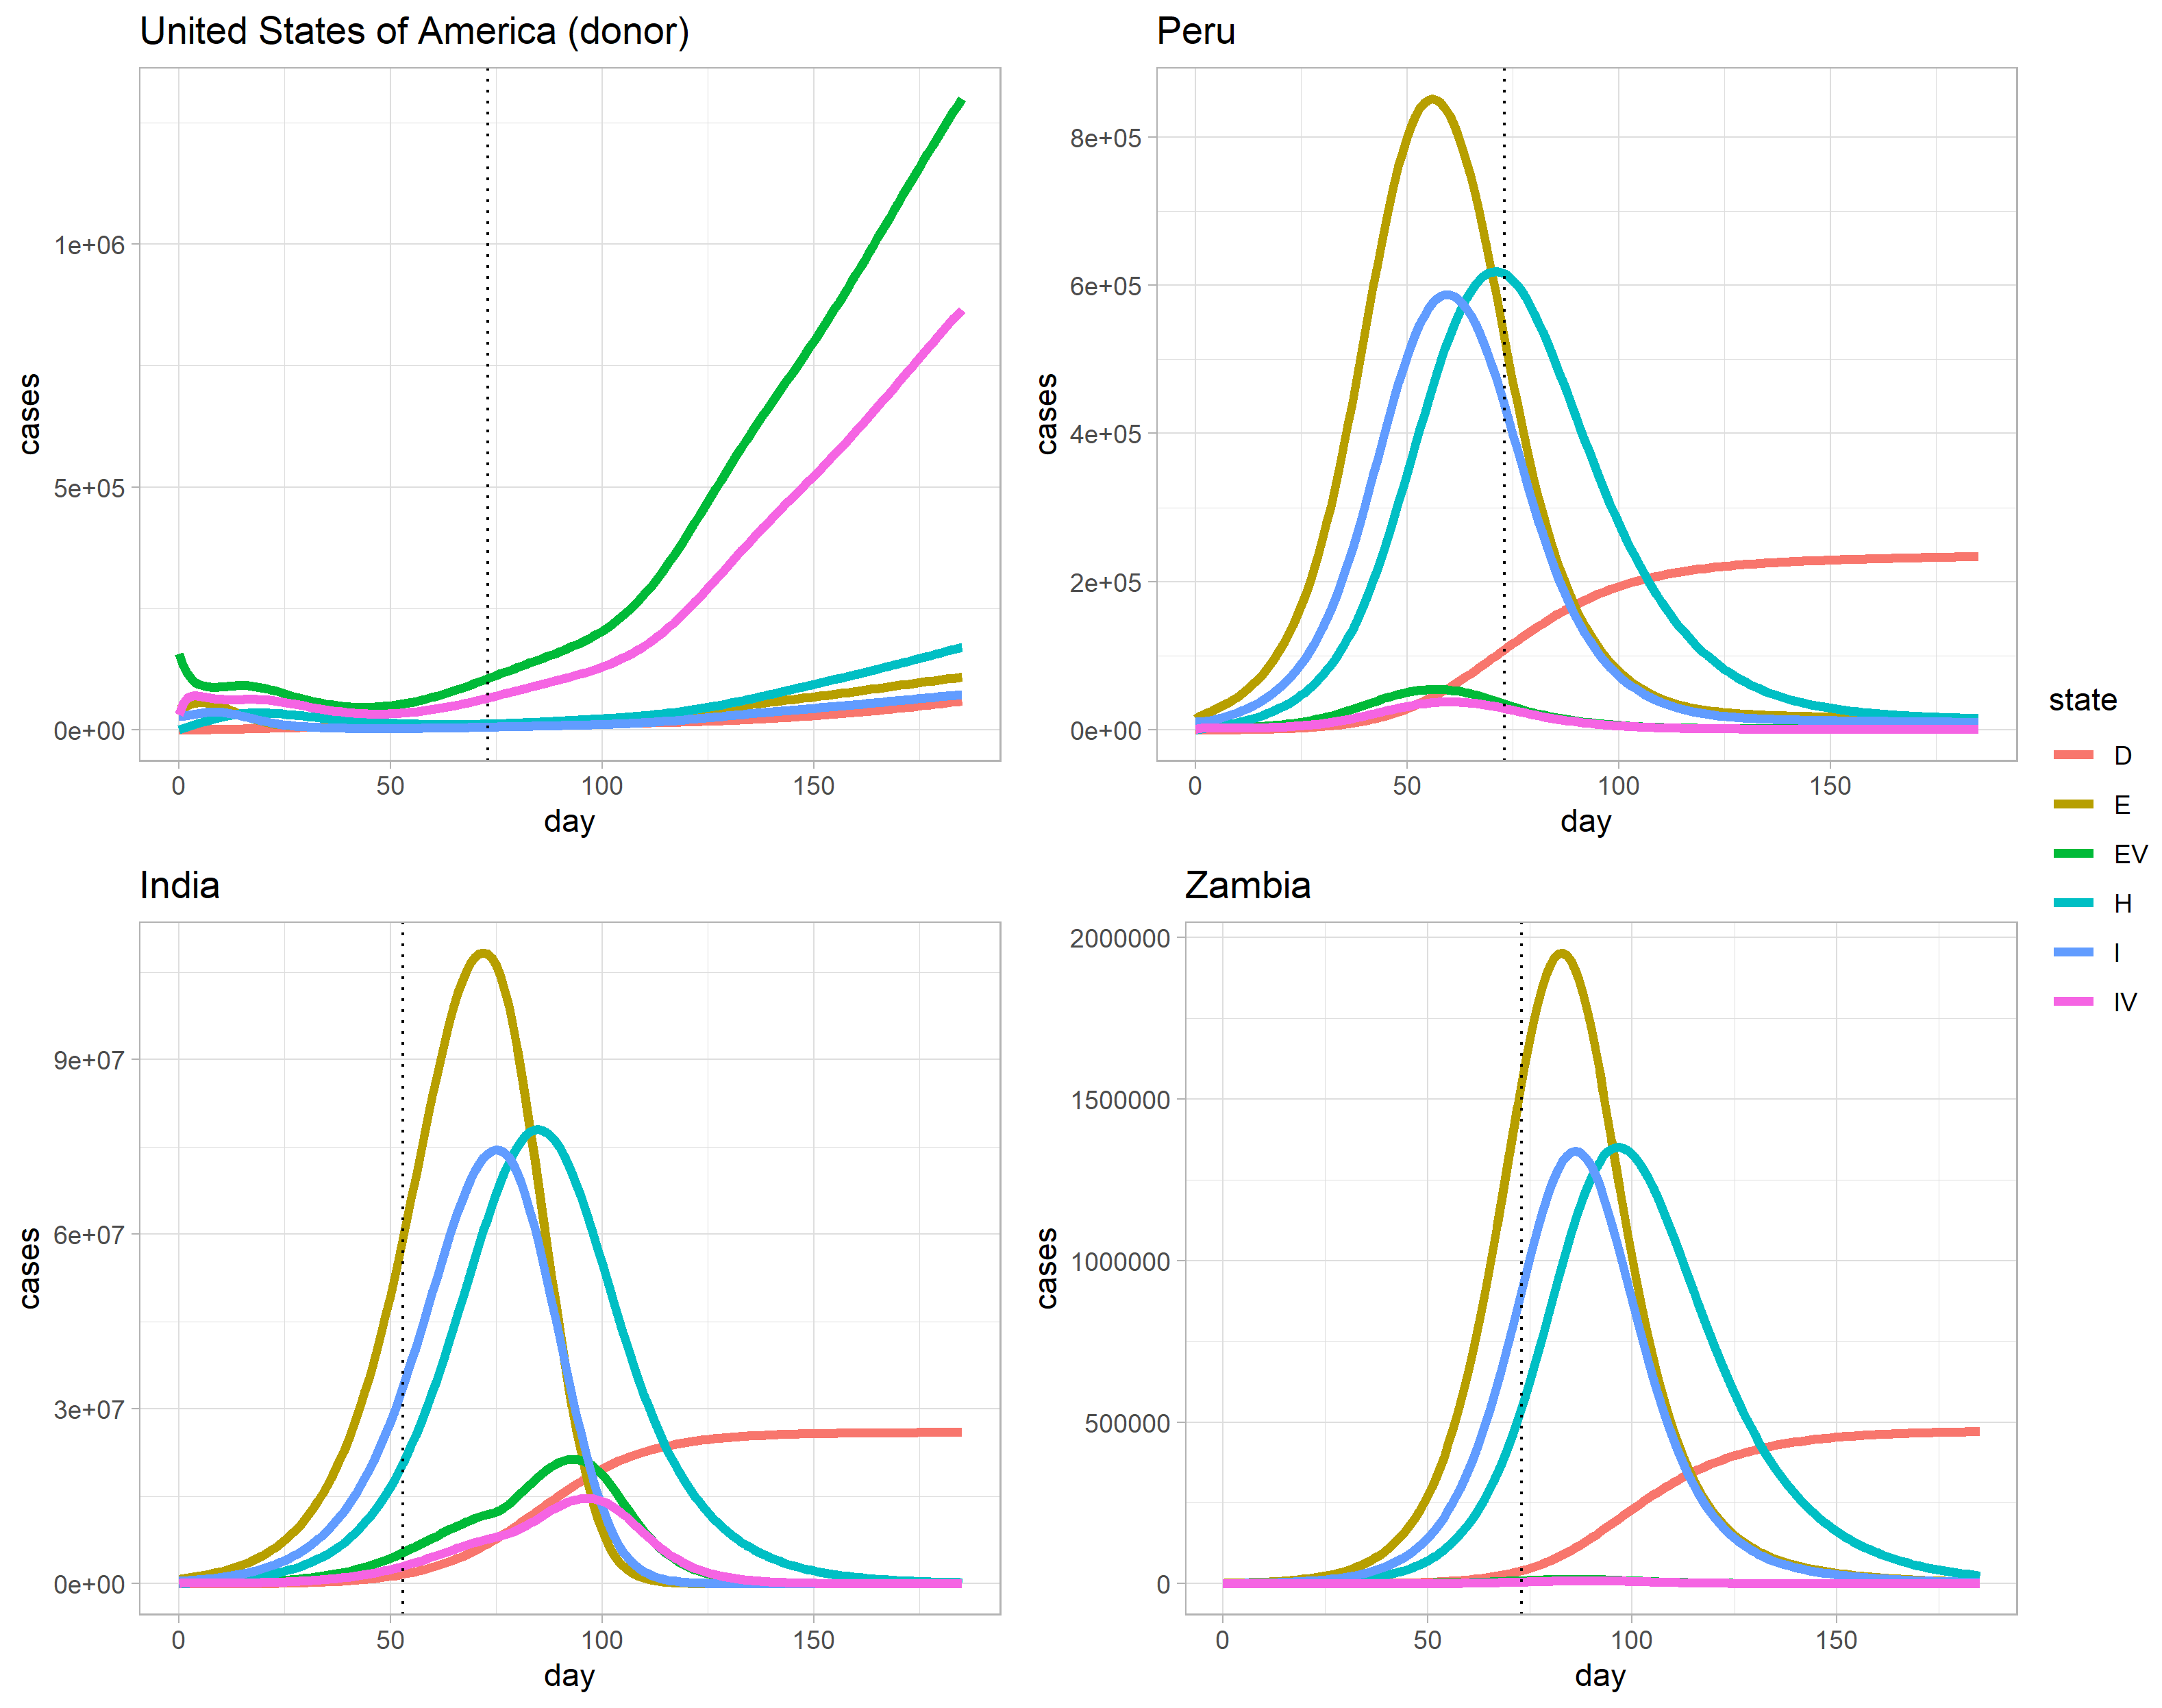 United States of America (donor)
cases
1e+06
5e+05
0e+00
0 50 100 150
day
Peru
cases
8e+05
6e+05
4e+05
2e+05
0e+00
0 50 100 150
day
India
cases
9e+07
6e+07
3e+07
0e+00
0 50 100 150
day
Zambia
cases
2000000
1500000
1000000
500000
0
0 50 100 150
day
state
D
E
EV
H
I
IV